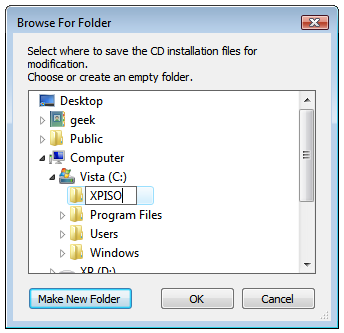 Browse For Folder
Select where to save the CD installation files for
modification.
Choose or create an empty folder.
Desktop
geek
Public
Computer
Vista (C:)
XPISO
Program Files
Users
Windows
XP (D:)
Make New Folder
OK
Cancel